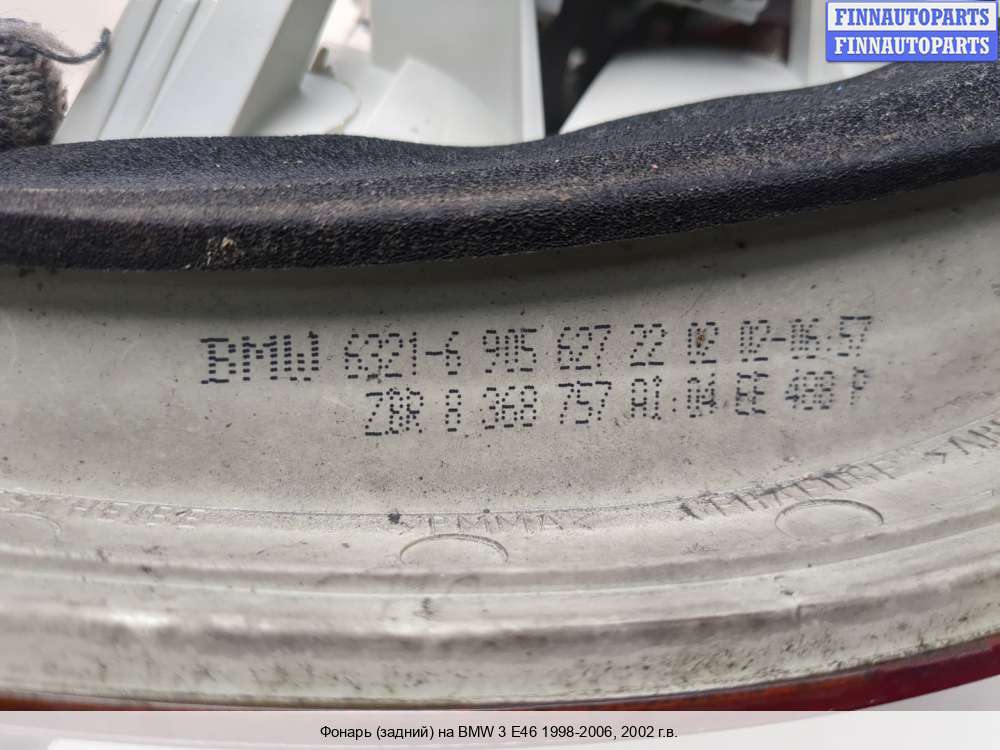 FINNAUTOPARTS
FINNAUTOPARTS
BMW 6321-6 905 627 22 02 02-06:57
ZBR 8 368 757 A1:04 EE 488 P
>PMMA<
Фонарь (задний) на BMW 3 E46 1998-2006, 2002 г.в.